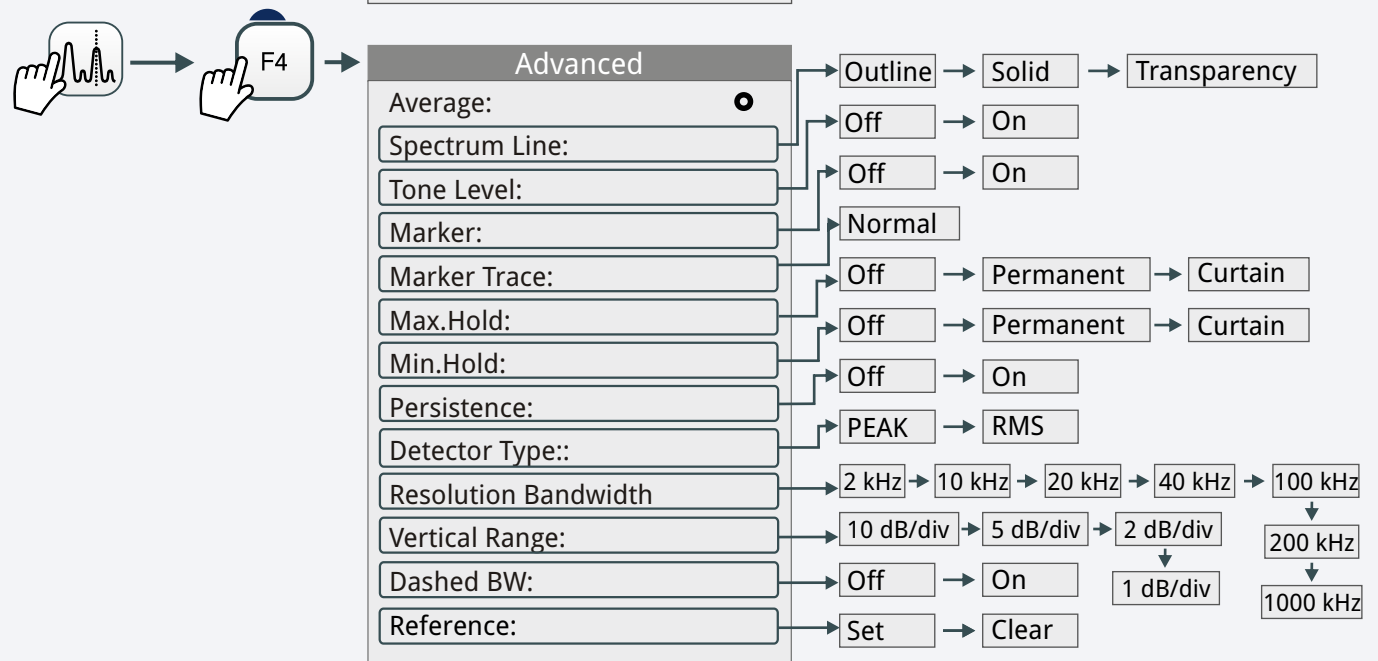 F4
Advanced
Average:
Spectrum Line: Outline Solid Transparency
Tone Level: Off On
Marker: Off On
Marker Trace: Normal
Max.Hold: Off Permanent Curtain
Min.Hold: Off Permanent Curtain
Persistence: Off On
Detector Type:: PEAK RMS
Resolution Bandwidth 2 kHz 10 kHz 20 kHz 40 kHz 100 kHz
200 kHz
1000 kHz
Vertical Range: 10 dB/div 5 dB/div 2 dB/div
1 dB/div
Dashed BW: Off On
Reference: Set Clear